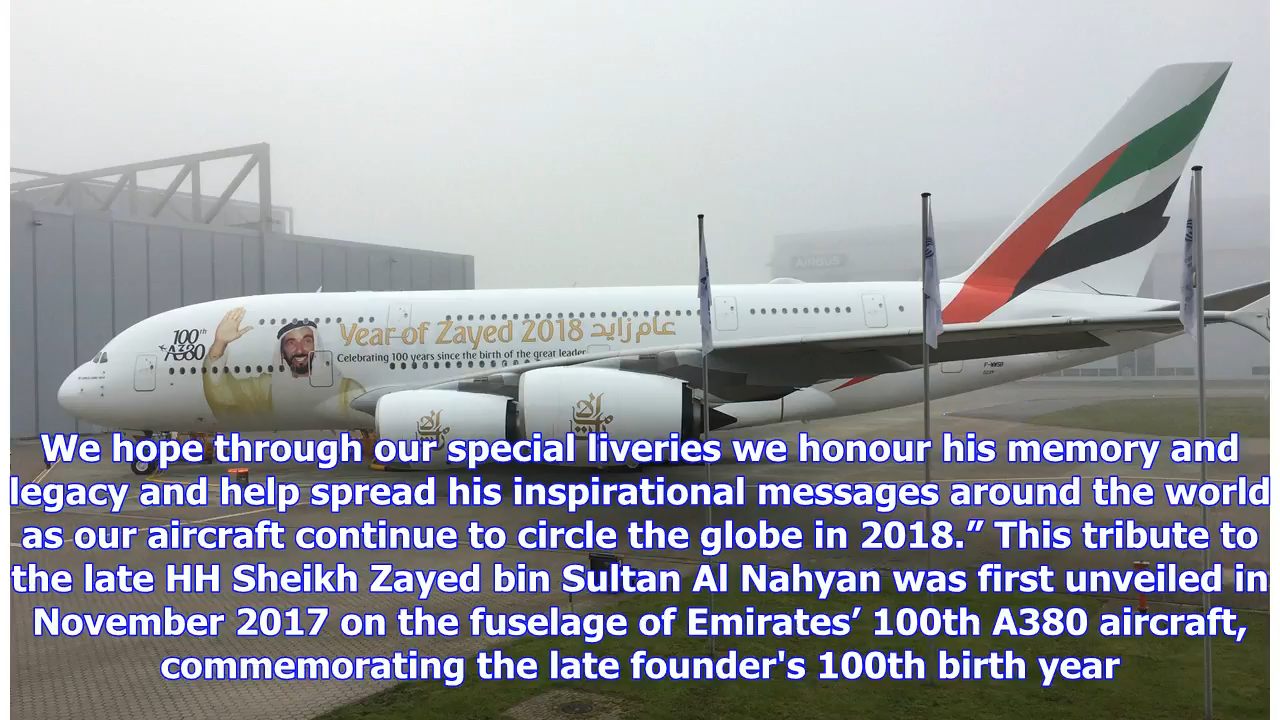 100th
A380
Year of Zayed 2018 عام زايد
Celebrating 100 years since the birth of the great leader
AIRBUS
We hope through our special liveries we honour his memory and
legacy and help spread his inspirational messages around the world
as our aircraft continue to circle the globe in 2018.” This tribute to
the late HH Sheikh Zayed bin Sultan Al Nahyan was first unveiled in
November 2017 on the fuselage of Emirates’ 100th A380 aircraft,
commemorating the late founder's 100th birth year